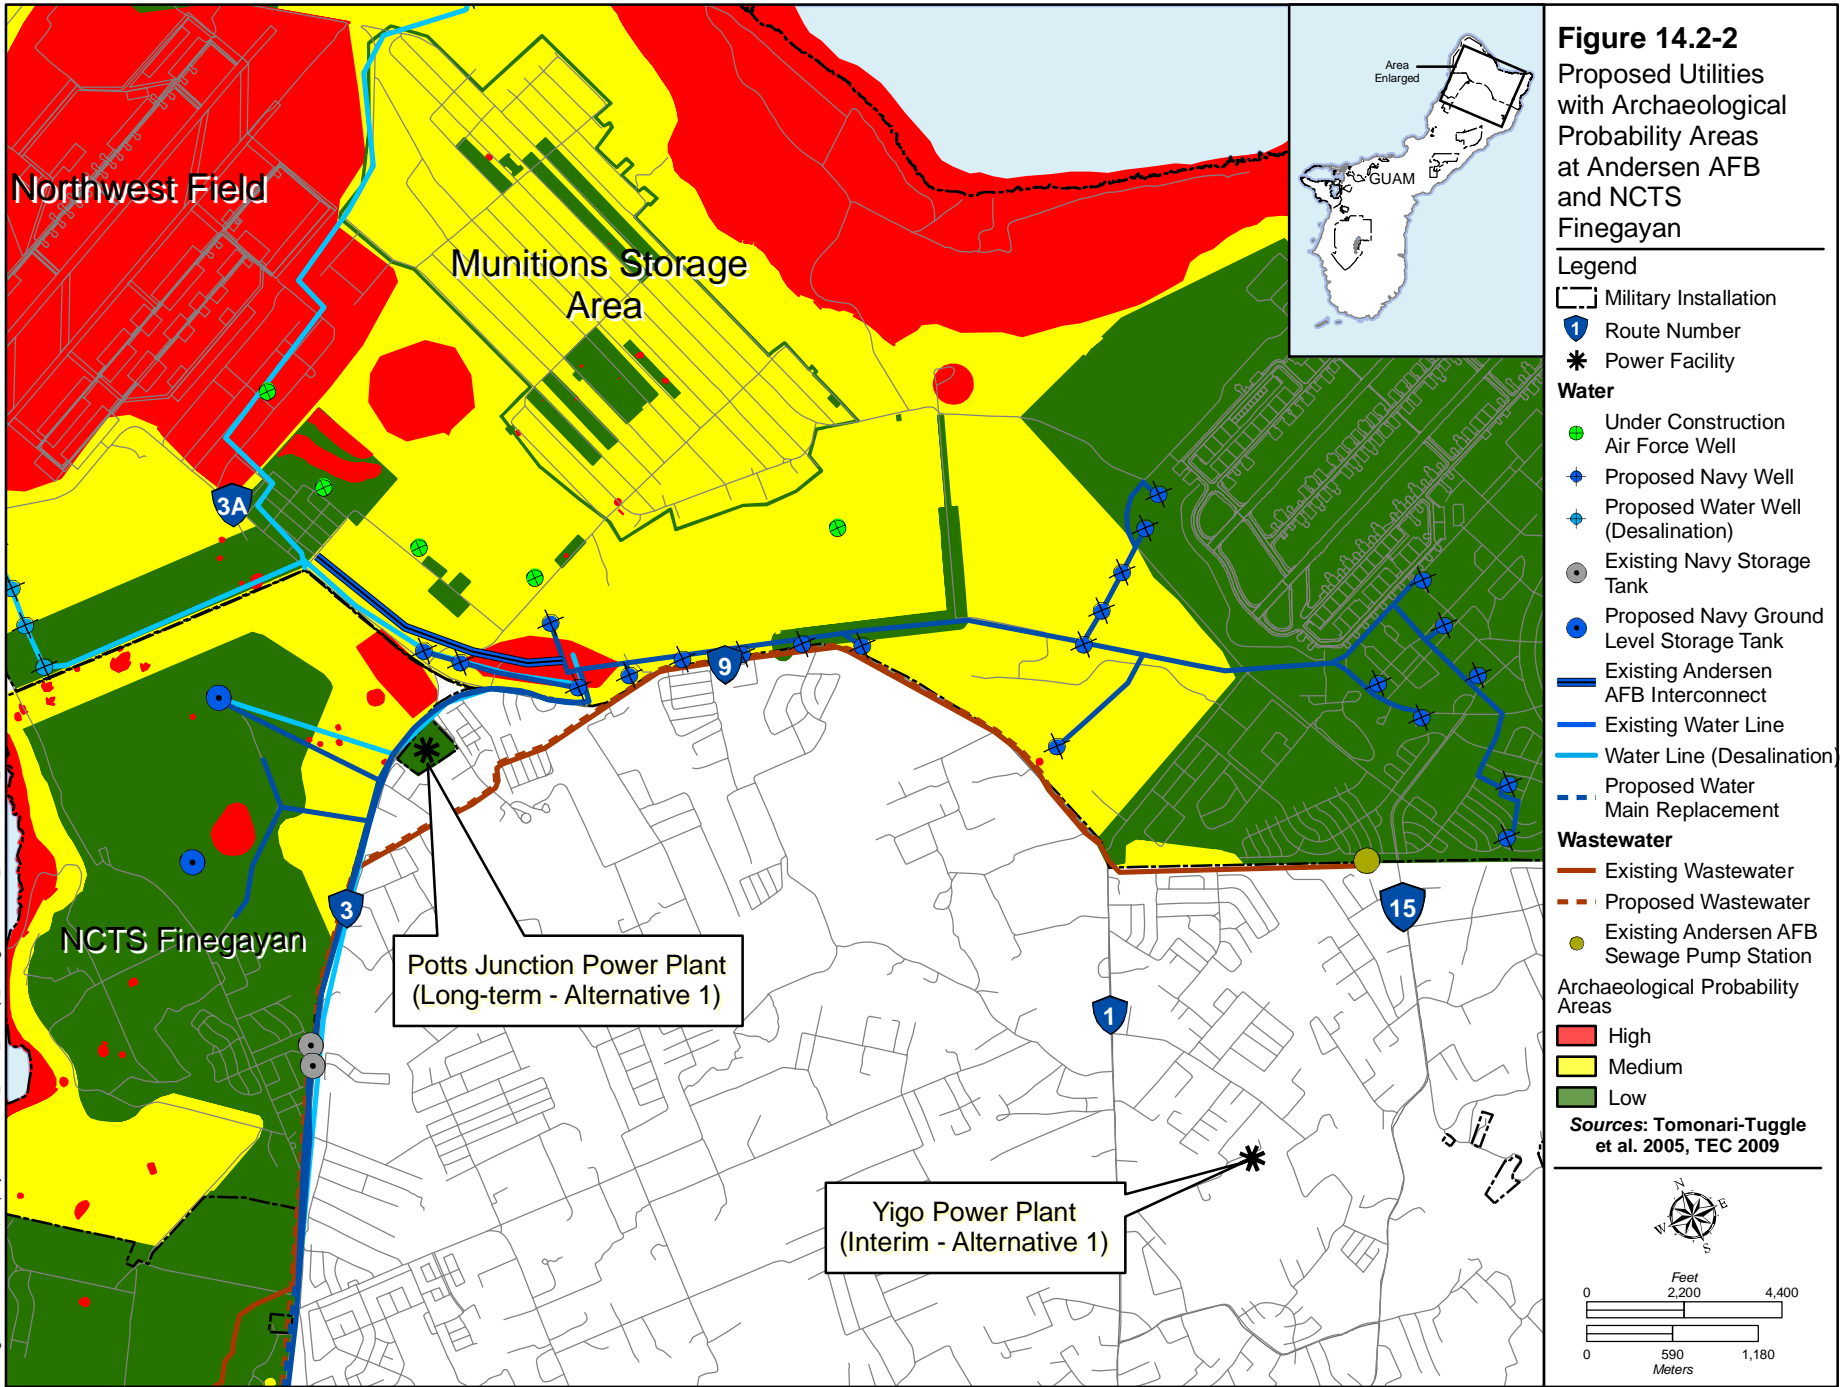 Northwest Field
Munitions Storage
Area
3A
9
3
NCTS Finegayan
Potts Junction Power Plant
(Long-term - Alternative 1)
1
15
Yigo Power Plant
(Interim - Alternative 1)
Area
Enlarged
GUAM
Figure 14.2-2
Proposed Utilities
with Archaeological
Probability Areas
at Andersen AFB
and NCTS
Finegayan
Legend
Military Installation
1 Route Number
Power Facility
Water
Under Construction
Air Force Well
Proposed Navy Well
Proposed Water Well
(Desalination)
Existing Navy Storage
Tank
Proposed Navy Ground
Level Storage Tank
Existing Andersen
AFB Interconnect
Existing Water Line
Water Line (Desalination)
Proposed Water
Main Replacement
Wastewater
Existing Wastewater
Proposed Wastewater
Existing Andersen AFB
Sewage Pump Station
Archaeological Probability
Areas
High
Medium
Low
Sources: Tomonari-Tuggle
et al. 2005, TEC 2009
N
E
W
S
Feet
0 2,200 4,400
0 590 1,180
Meters